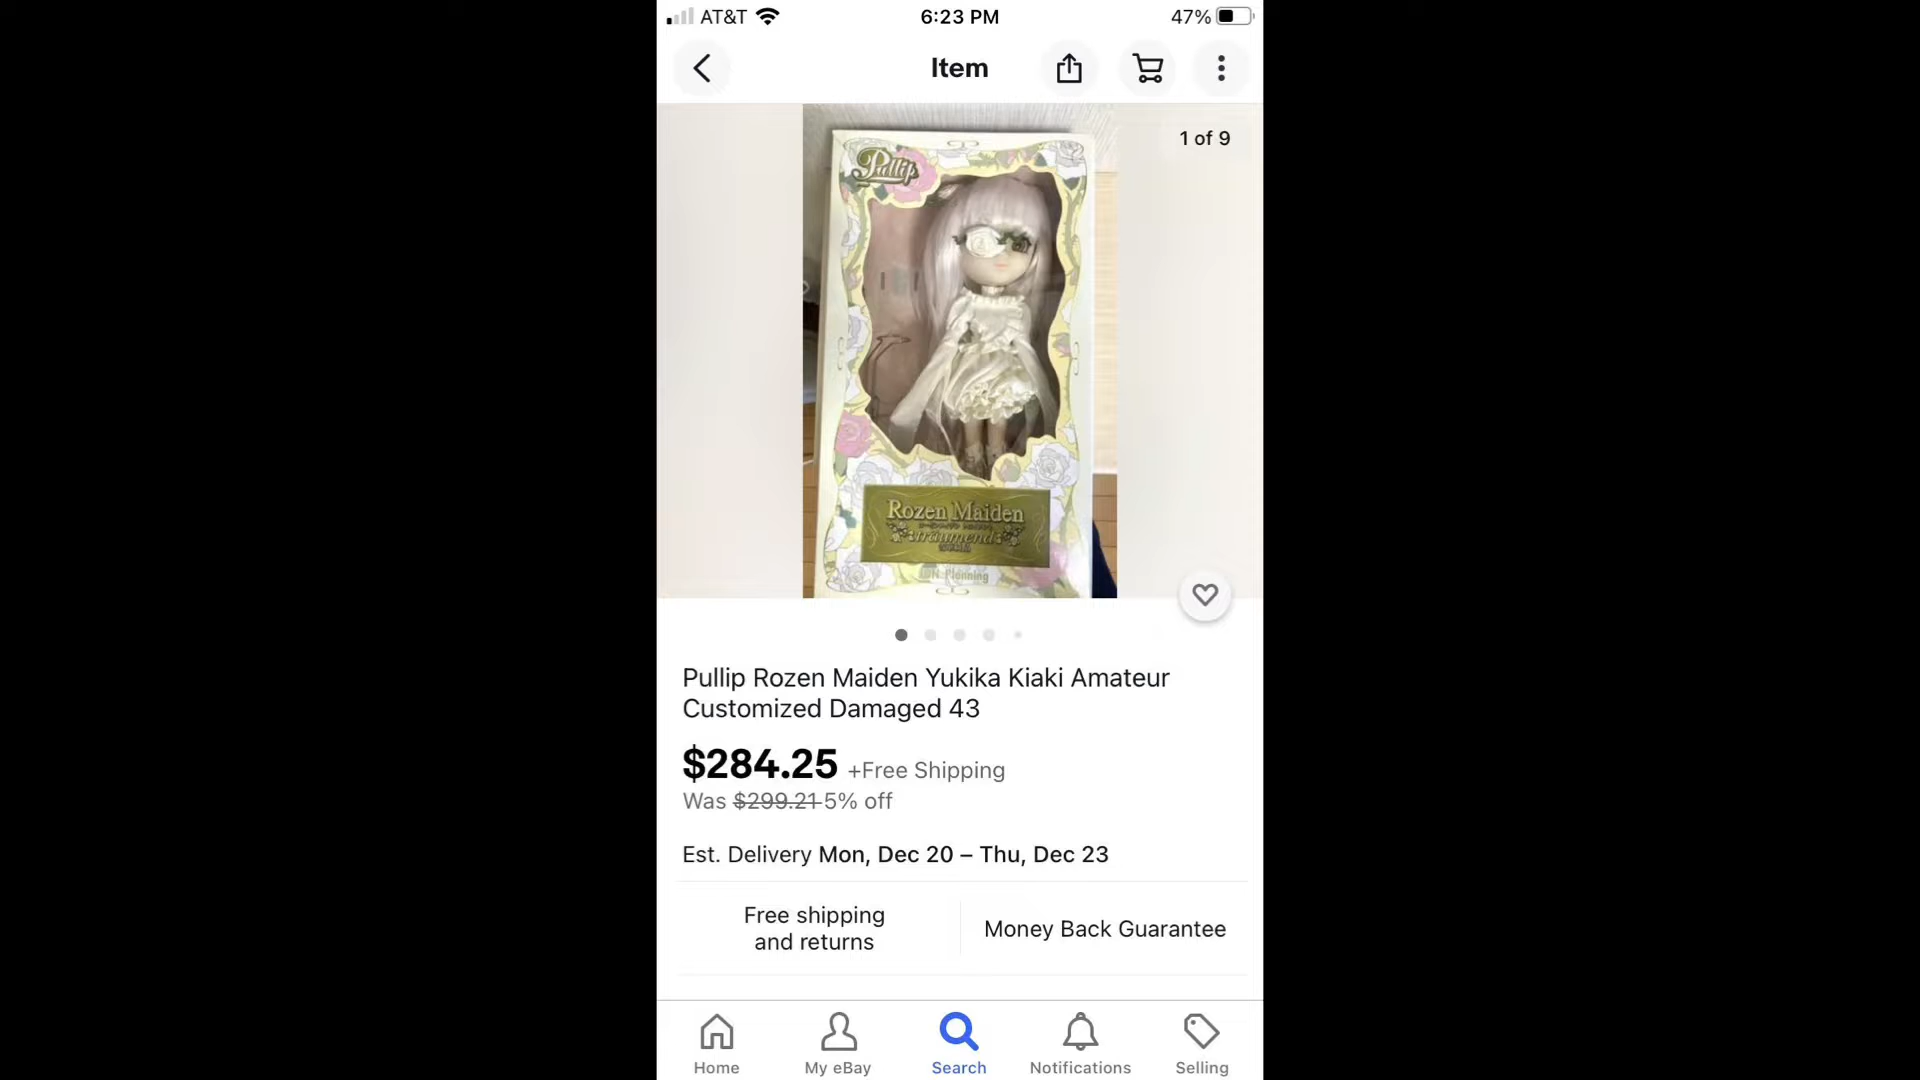 AT&T
6:23 PM
47%
Item
1 of 9
Pullip
Rozen Maiden
träumend
Planning
Pullip Rozen Maiden Yukika Kiaki Amateur
Customized Damaged 43
$284.25 +Free Shipping
Was $299.21 5% off
Est. Delivery Mon, Dec 20 – Thu, Dec 23
Free shipping
and returns
Money Back Guarantee
Home
My eBay
Search
Notifications
Selling